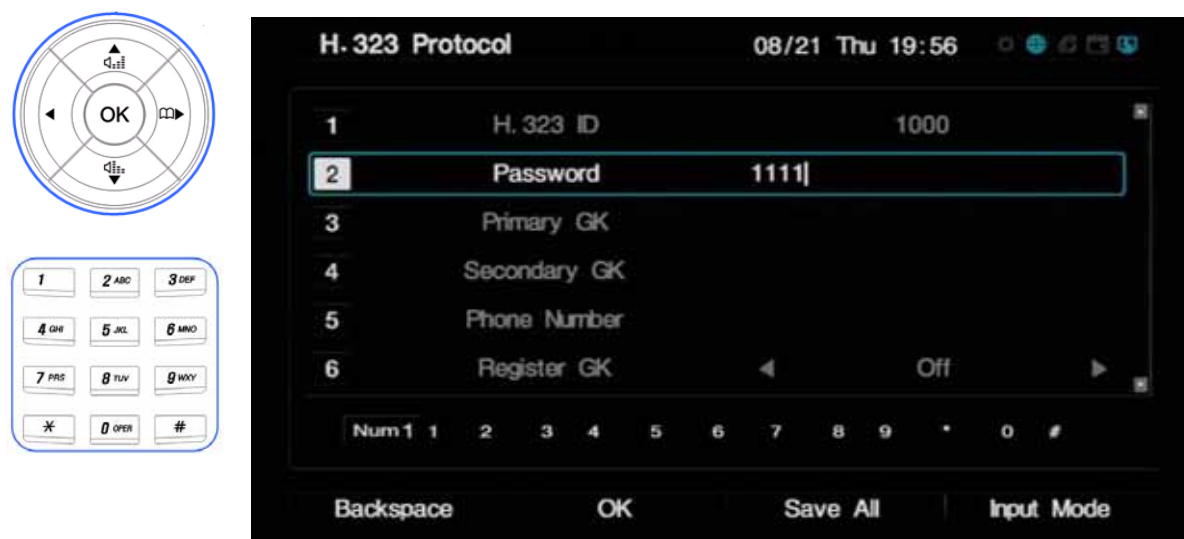 OK
1
2 ABC
3 DEF
4 GHI
5 JKL
6 MNO
7 PRS
8 TUV
9 WXY
0 OPER
#
H.323 Protocol 08/21 Thu 19:56
1 H.323 ID 1000
2 Password 1111
3 Primary GK
4 Secondary GK
5 Phone Number
6 Register GK Off
Num1 1 2 3 4 5 6 7 8 9 * 0 #
Backspace OK Save All Input Mode